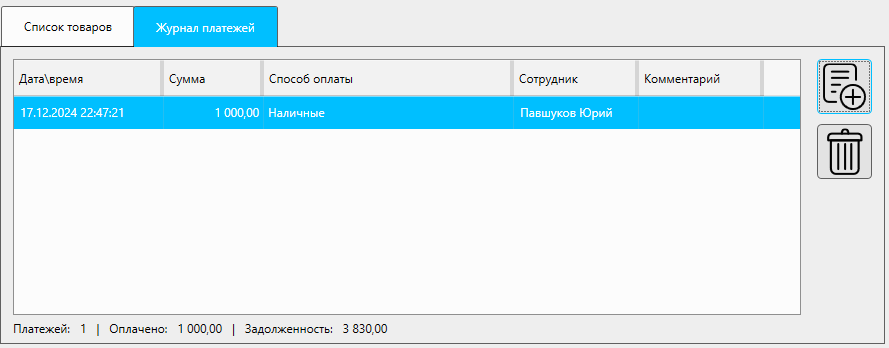 Список товаров Журнал платежей
Дата\время Сумма Способ оплаты Сотрудник Комментарий
17.12.2024 22:47:21 1 000,00 Наличные Павшуков Юрий
Платежей: 1 | Оплачено: 1 000,00 | Задолженность: 3 830,00